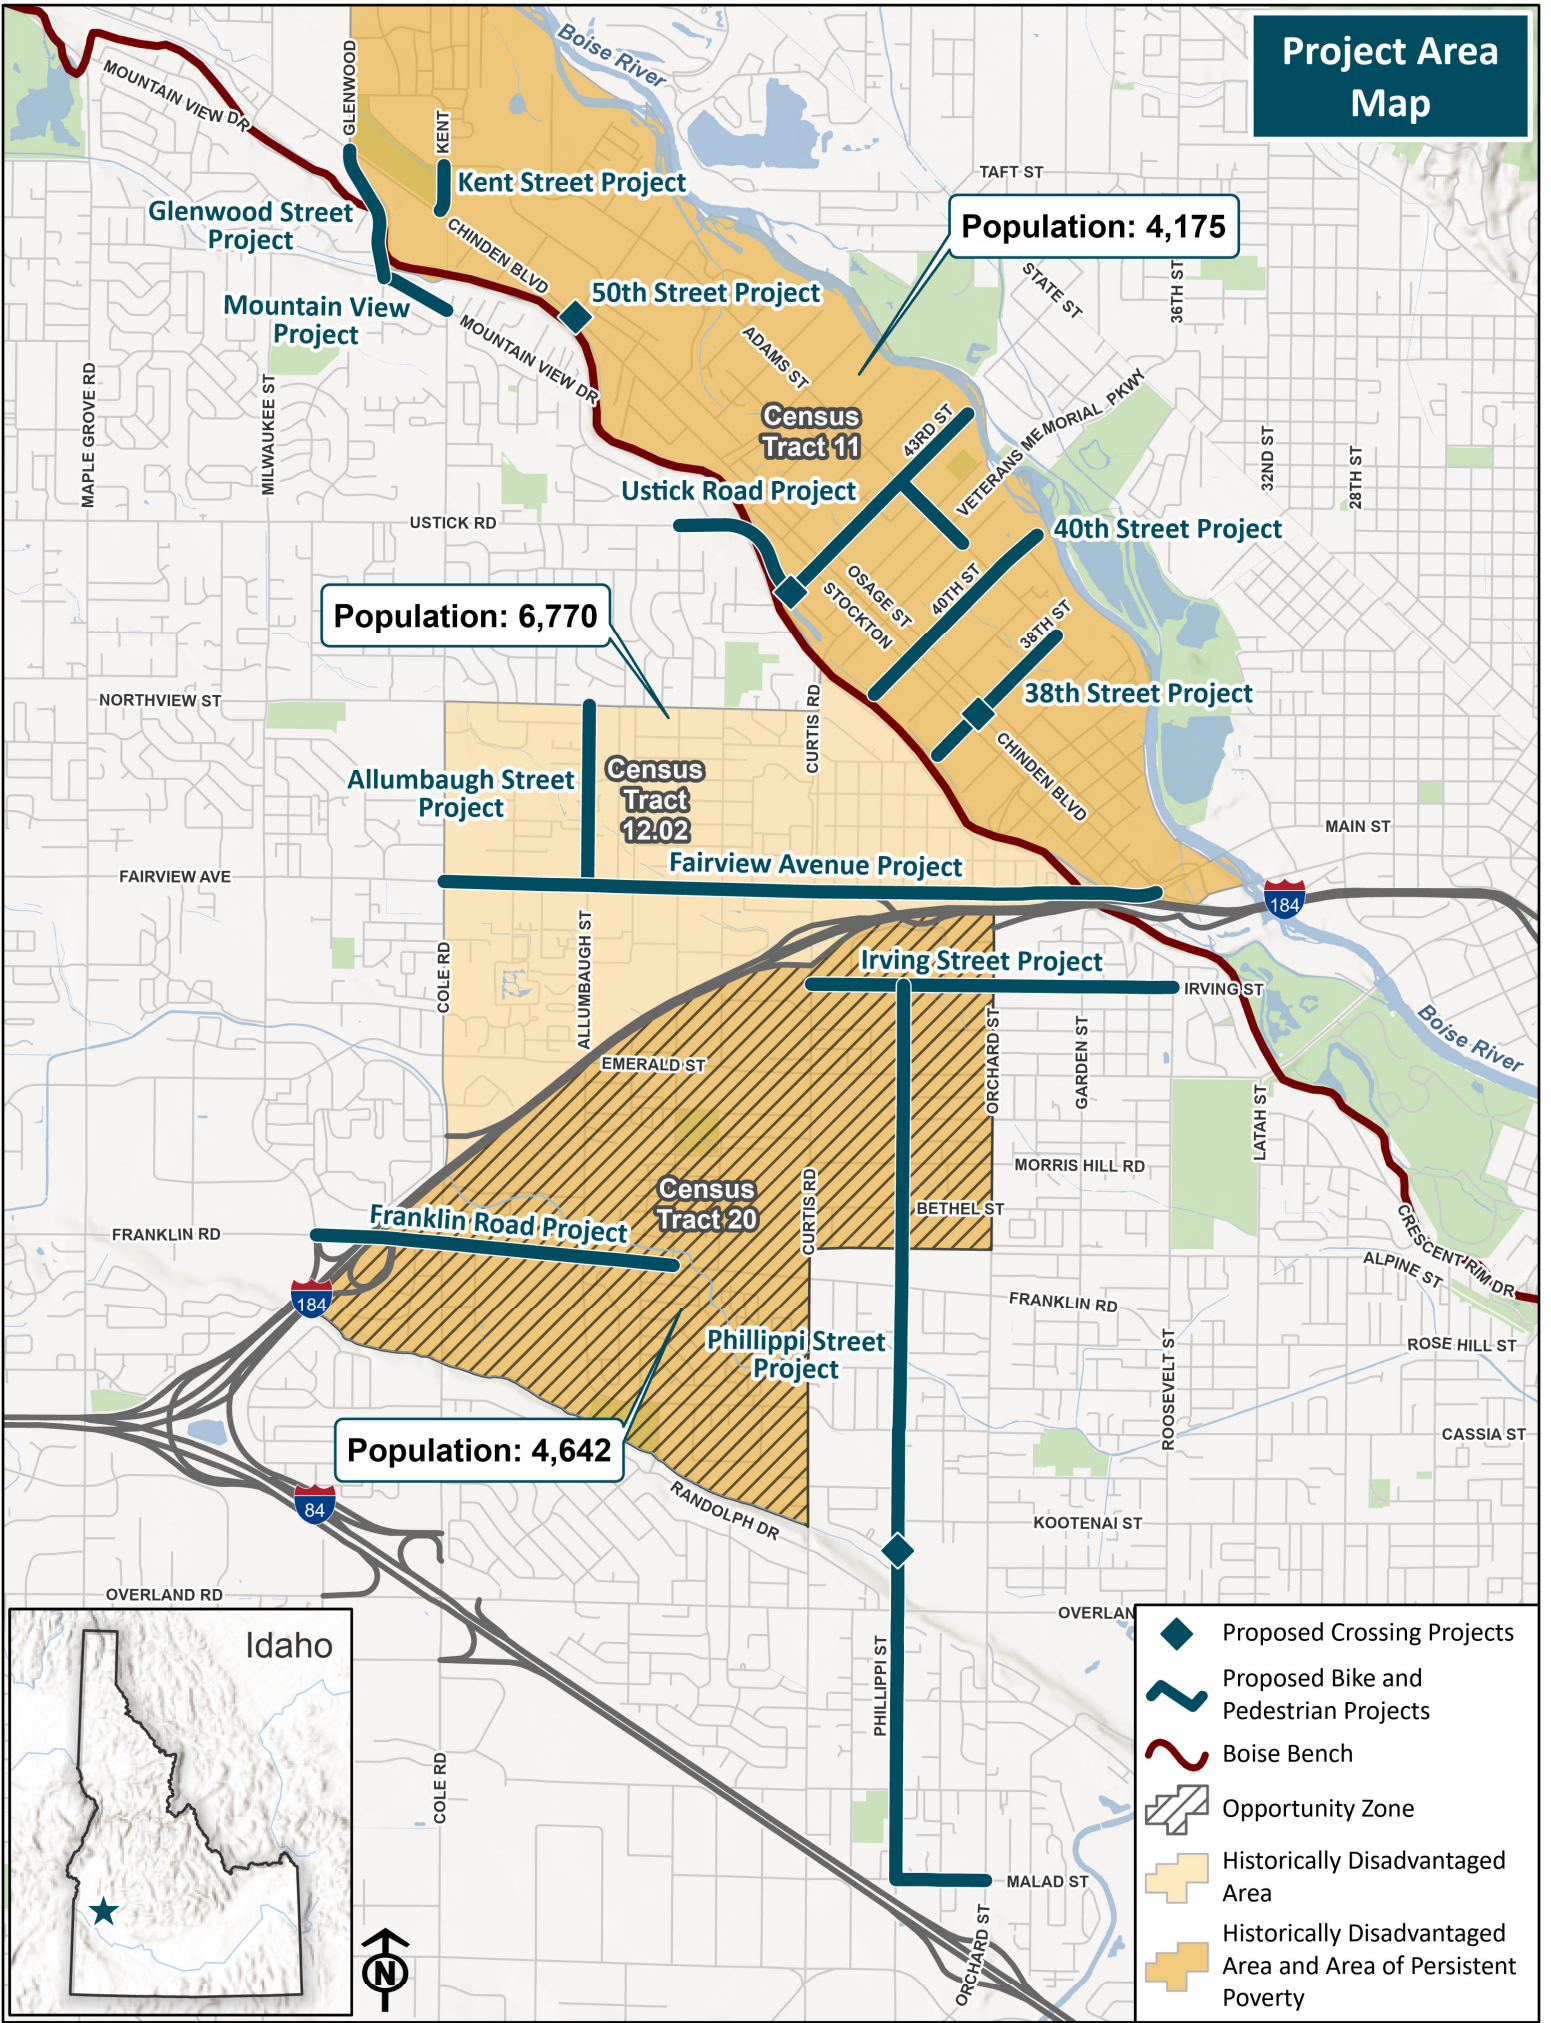 Project Area
Map
Boise River
GLENWOOD
MOUNTAIN VIEW DR
KENT
Kent Street Project
TAFT ST
Glenwood Street
Project
Population: 4,175
CHINDEN BLVD
STATE ST
36TH ST
50th Street Project
Mountain View
Project
MOUNTAIN VIEW DR
ADAMS ST
MAPLE GROVE RD
MILWAUKEE ST
Census
Tract 11
43RD ST
VETERANS MEMORIAL PKWY
32ND ST
28TH ST
Ustick Road Project
USTICK RD
40th Street Project
OSAGE ST
STOCKTON
40TH ST
Population: 6,770
38TH ST
NORTHVIEW ST
CURTIS RD
38th Street Project
CHINDEN BLVD
Allumbaugh Street
Project
Census
Tract
12.02
MAIN ST
Fairview Avenue Project
FAIRVIEW AVE
184
COLE RD
ALLUMBAUGH ST
Irving Street Project
IRVING ST
Boise River
ORCHARD ST
GARDEN ST
EMERALD ST
LATAH ST
MORRIS HILL RD
Census
Tract 20
CURTIS RD
BETHEL ST
Franklin Road Project
FRANKLIN RD
CRESCENT RIM DR
ALPINE ST
184
FRANKLIN RD
Phillippi Street
Project
ROOSEVELT ST
ROSE HILL ST
Population: 4,642
CASSIA ST
84
RANDOLPH DR
KOOTENAI ST
OVERLAND RD
OVERLAN
PHILLIPPI ST
COLE RD
MALAD ST
ORCHARD ST
Idaho
N
Proposed Crossing Projects
Proposed Bike and
Pedestrian Projects
Boise Bench
Opportunity Zone
Historically Disadvantaged
Area
Historically Disadvantaged
Area and Area of Persistent
Poverty